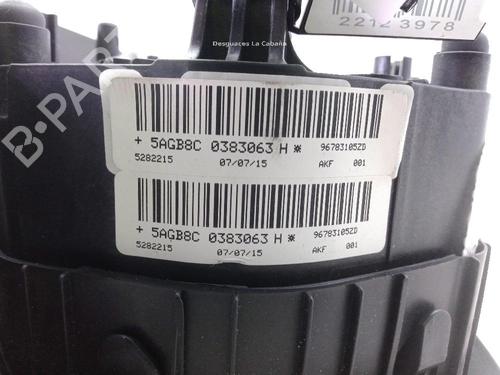 22123978
Desguaces La Cabaña
B-PARTS
+ 5AGB8C 0383063 H *
96783105ZD
5282215 07/07/15 AKF 001
+ 5AGB8C 0383063 H *
96783105ZD
5282215 07/07/15 AKF 001